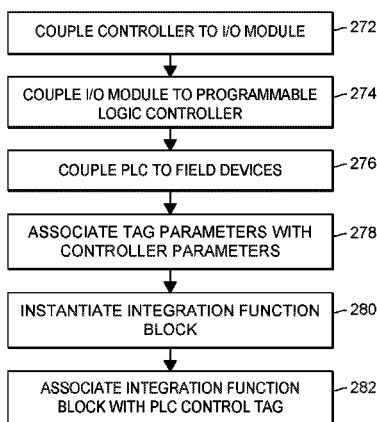 COUPLE CONTROLLER TO I/O MODULE
272
COUPLE I/O MODULE TO PROGRAMMABLE
LOGIC CONTROLLER
274
COUPLE PLC TO FIELD DEVICES
276
ASSOCIATE TAG PARAMETERS WITH
CONTROLLER PARAMETERS
278
INSTANTIATE INTEGRATION FUNCTION
BLOCK
280
ASSOCIATE INTEGRATION FUNCTION
BLOCK WITH PLC CONTROL TAG
282